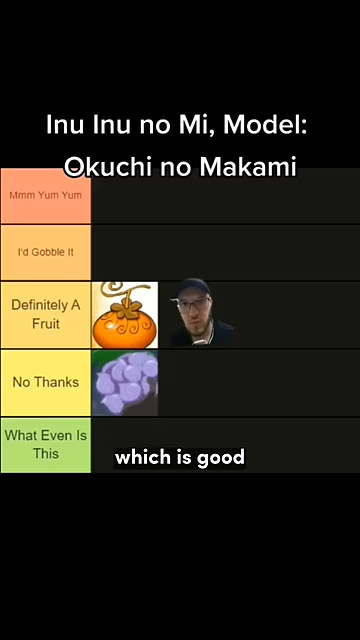 Inu Inu no Mi, Model:
Okuchi no Makami
Mmm Yum Yum
I'd Gobble It
Definitely A
Fruit
No Thanks
What Even Is
This
which is good